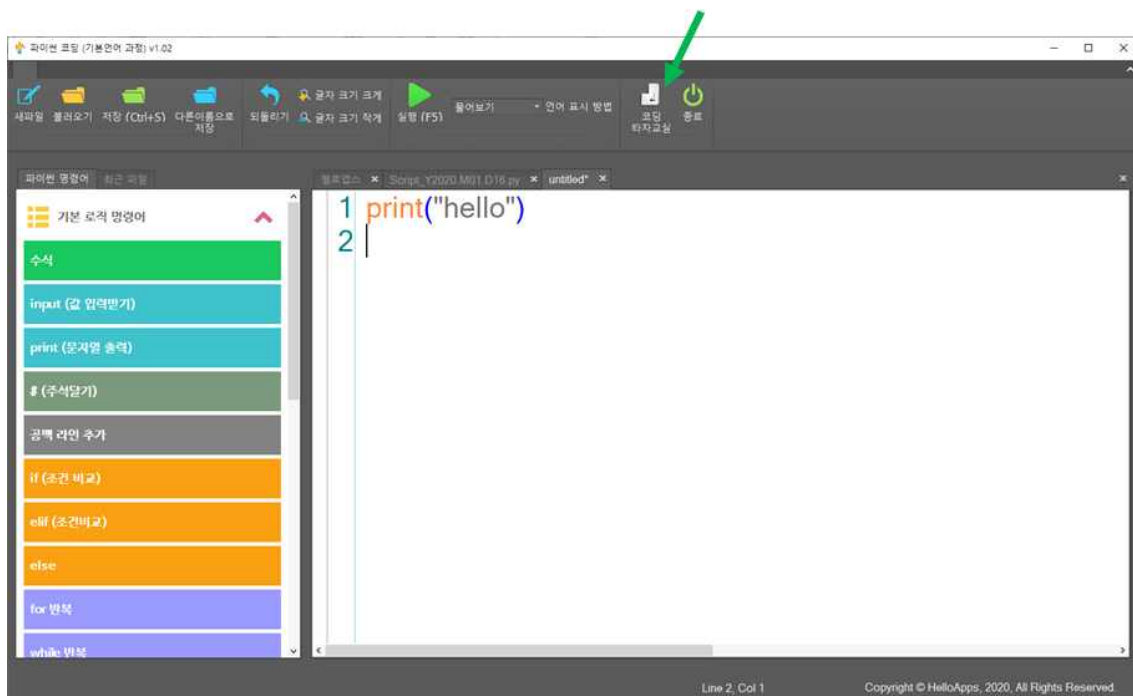 파이썬 코딩 (기본언어 과정) v1.02
새파일
불러오기
저장 (Ctrl+S)
다른이름으로
저장
되돌리기
글자 크기 크게
글자 크기 작게
실행 (F5)
물어보기
언어 표시 방법
코딩
타자교실
종료
파이썬 명령어
최근 파일
헬로앱스
Script_Y2020.M01.D16.py
untitled*
기본 로직 명령어
수식
input (값 입력받기)
print (문자열 출력)
# (주석달기)
공백 라인 추가
if (조건 비교)
elif (조건비교)
else
for 반복
while 반복
1 print("hello")
2
Line 2, Col 1
Copyright © HelloApps, 2020, All Rights Reserved.